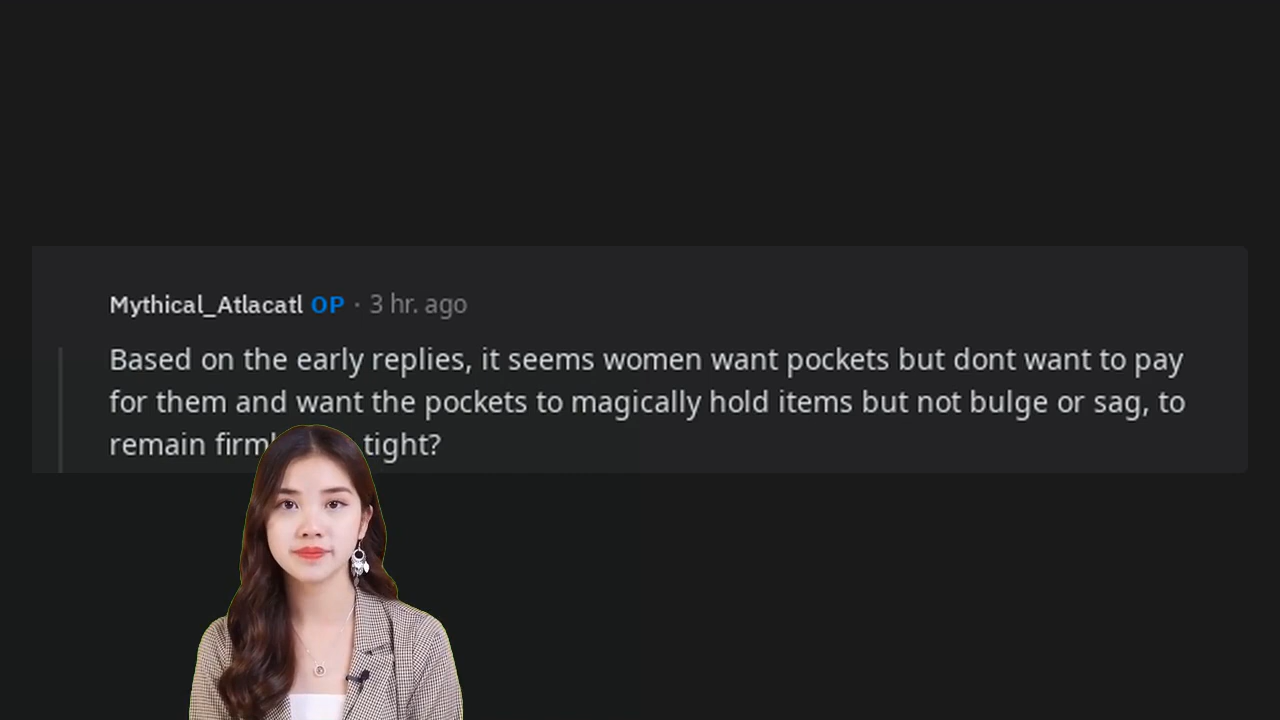 Mythical_Atlacatl OP · 3 hr. ago
Based on the early replies, it seems women want pockets but dont want to pay
for them and want the pockets to magically hold items but not bulge or sag, to
remain tight?